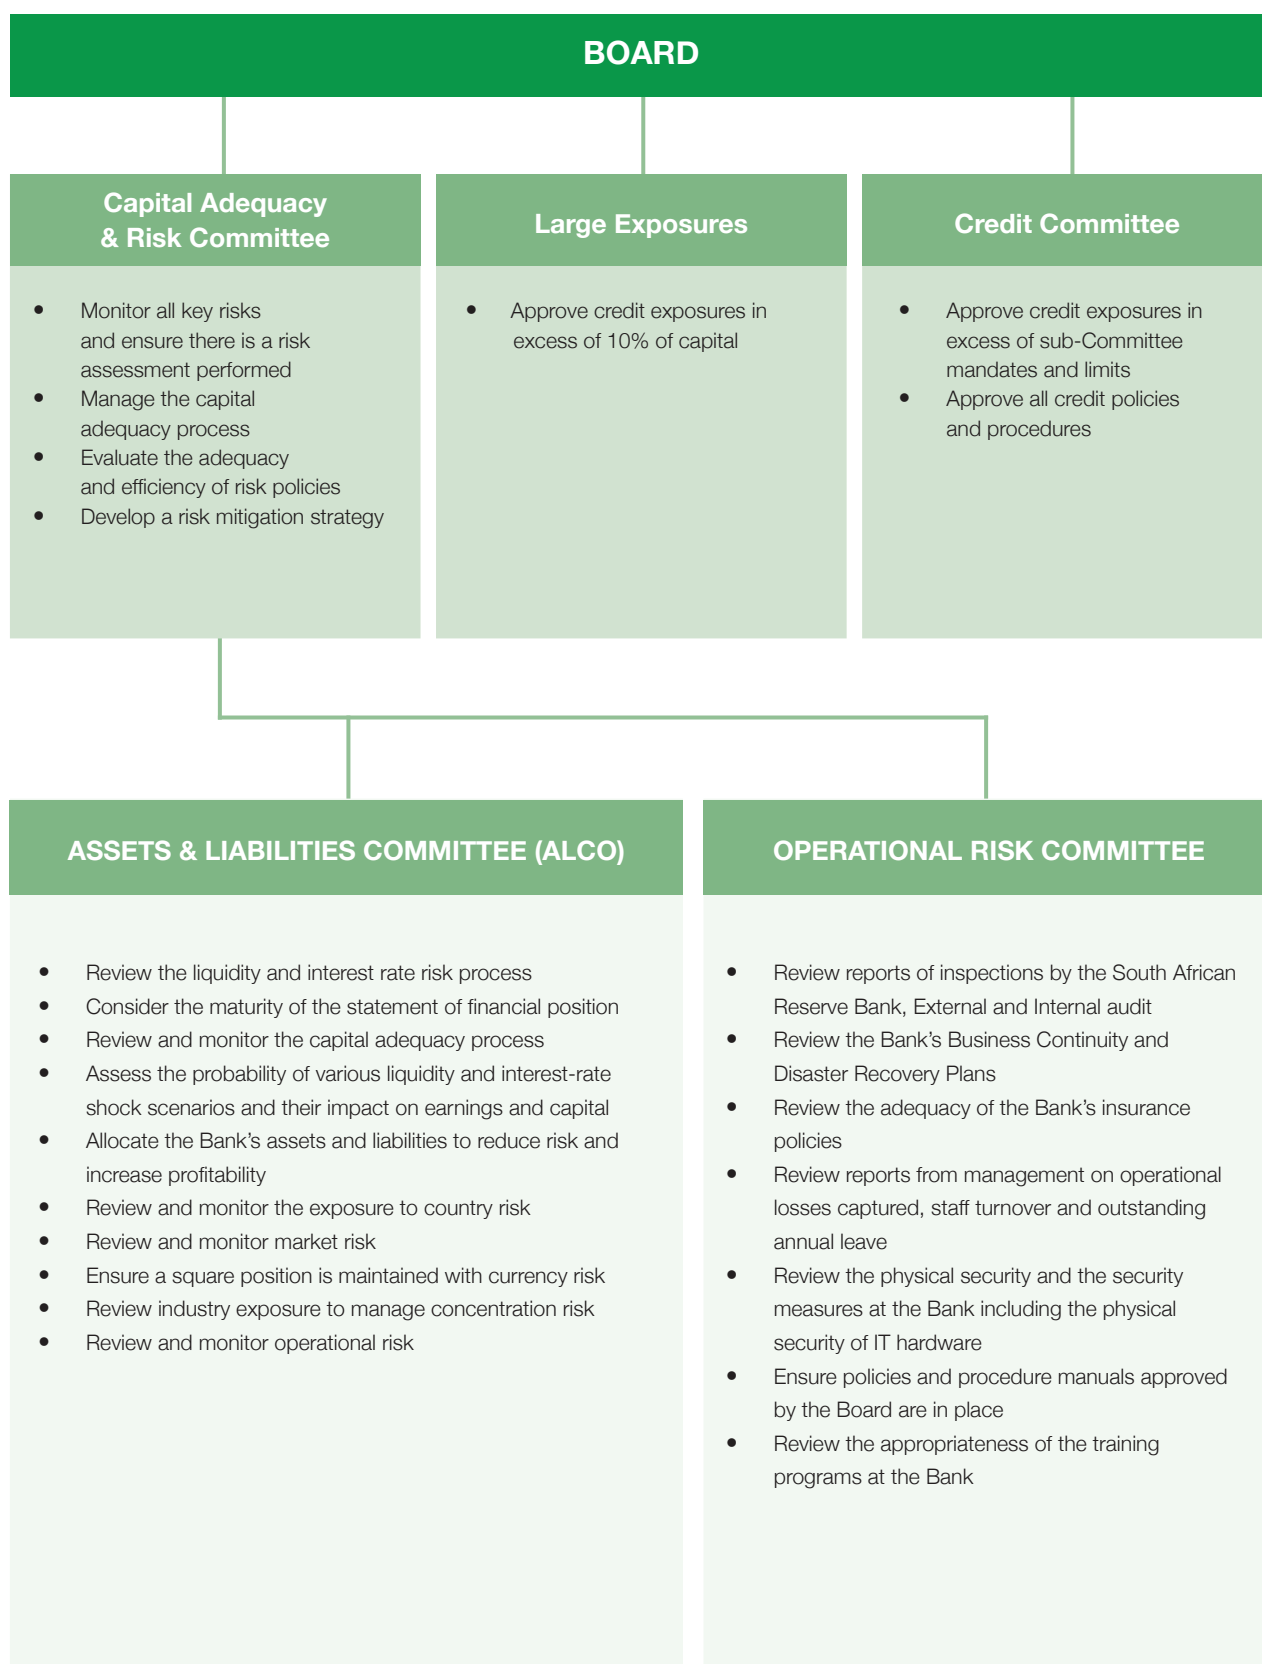 BOARD
Capital Adequacy
& Risk Committee
• Monitor all key risks
and ensure there is a risk
assessment performed
• Manage the capital
adequacy process
• Evaluate the adequacy
and efficiency of risk policies
• Develop a risk mitigation strategy
Large Exposures
• Approve credit exposures in
excess of 10% of capital
Credit Committee
• Approve credit exposures in
excess of sub-Committee
mandates and limits
• Approve all credit policies
and procedures
ASSETS & LIABILITIES COMMITTEE (ALCO)
• Review the liquidity and interest rate risk process
• Consider the maturity of the statement of financial position
• Review and monitor the capital adequacy process
• Assess the probability of various liquidity and interest-rate
shock scenarios and their impact on earnings and capital
• Allocate the Bank’s assets and liabilities to reduce risk and
increase profitability
• Review and monitor the exposure to country risk
• Review and monitor market risk
• Ensure a square position is maintained with currency risk
• Review industry exposure to manage concentration risk
• Review and monitor operational risk
OPERATIONAL RISK COMMITTEE
• Review reports of inspections by the South African
Reserve Bank, External and Internal audit
• Review the Bank’s Business Continuity and
Disaster Recovery Plans
• Review the adequacy of the Bank’s insurance
policies
• Review reports from management on operational
losses captured, staff turnover and outstanding
annual leave
• Review the physical security and the security
measures at the Bank including the physical
security of IT hardware
• Ensure policies and procedure manuals approved
by the Board are in place
• Review the appropriateness of the training
programs at the Bank